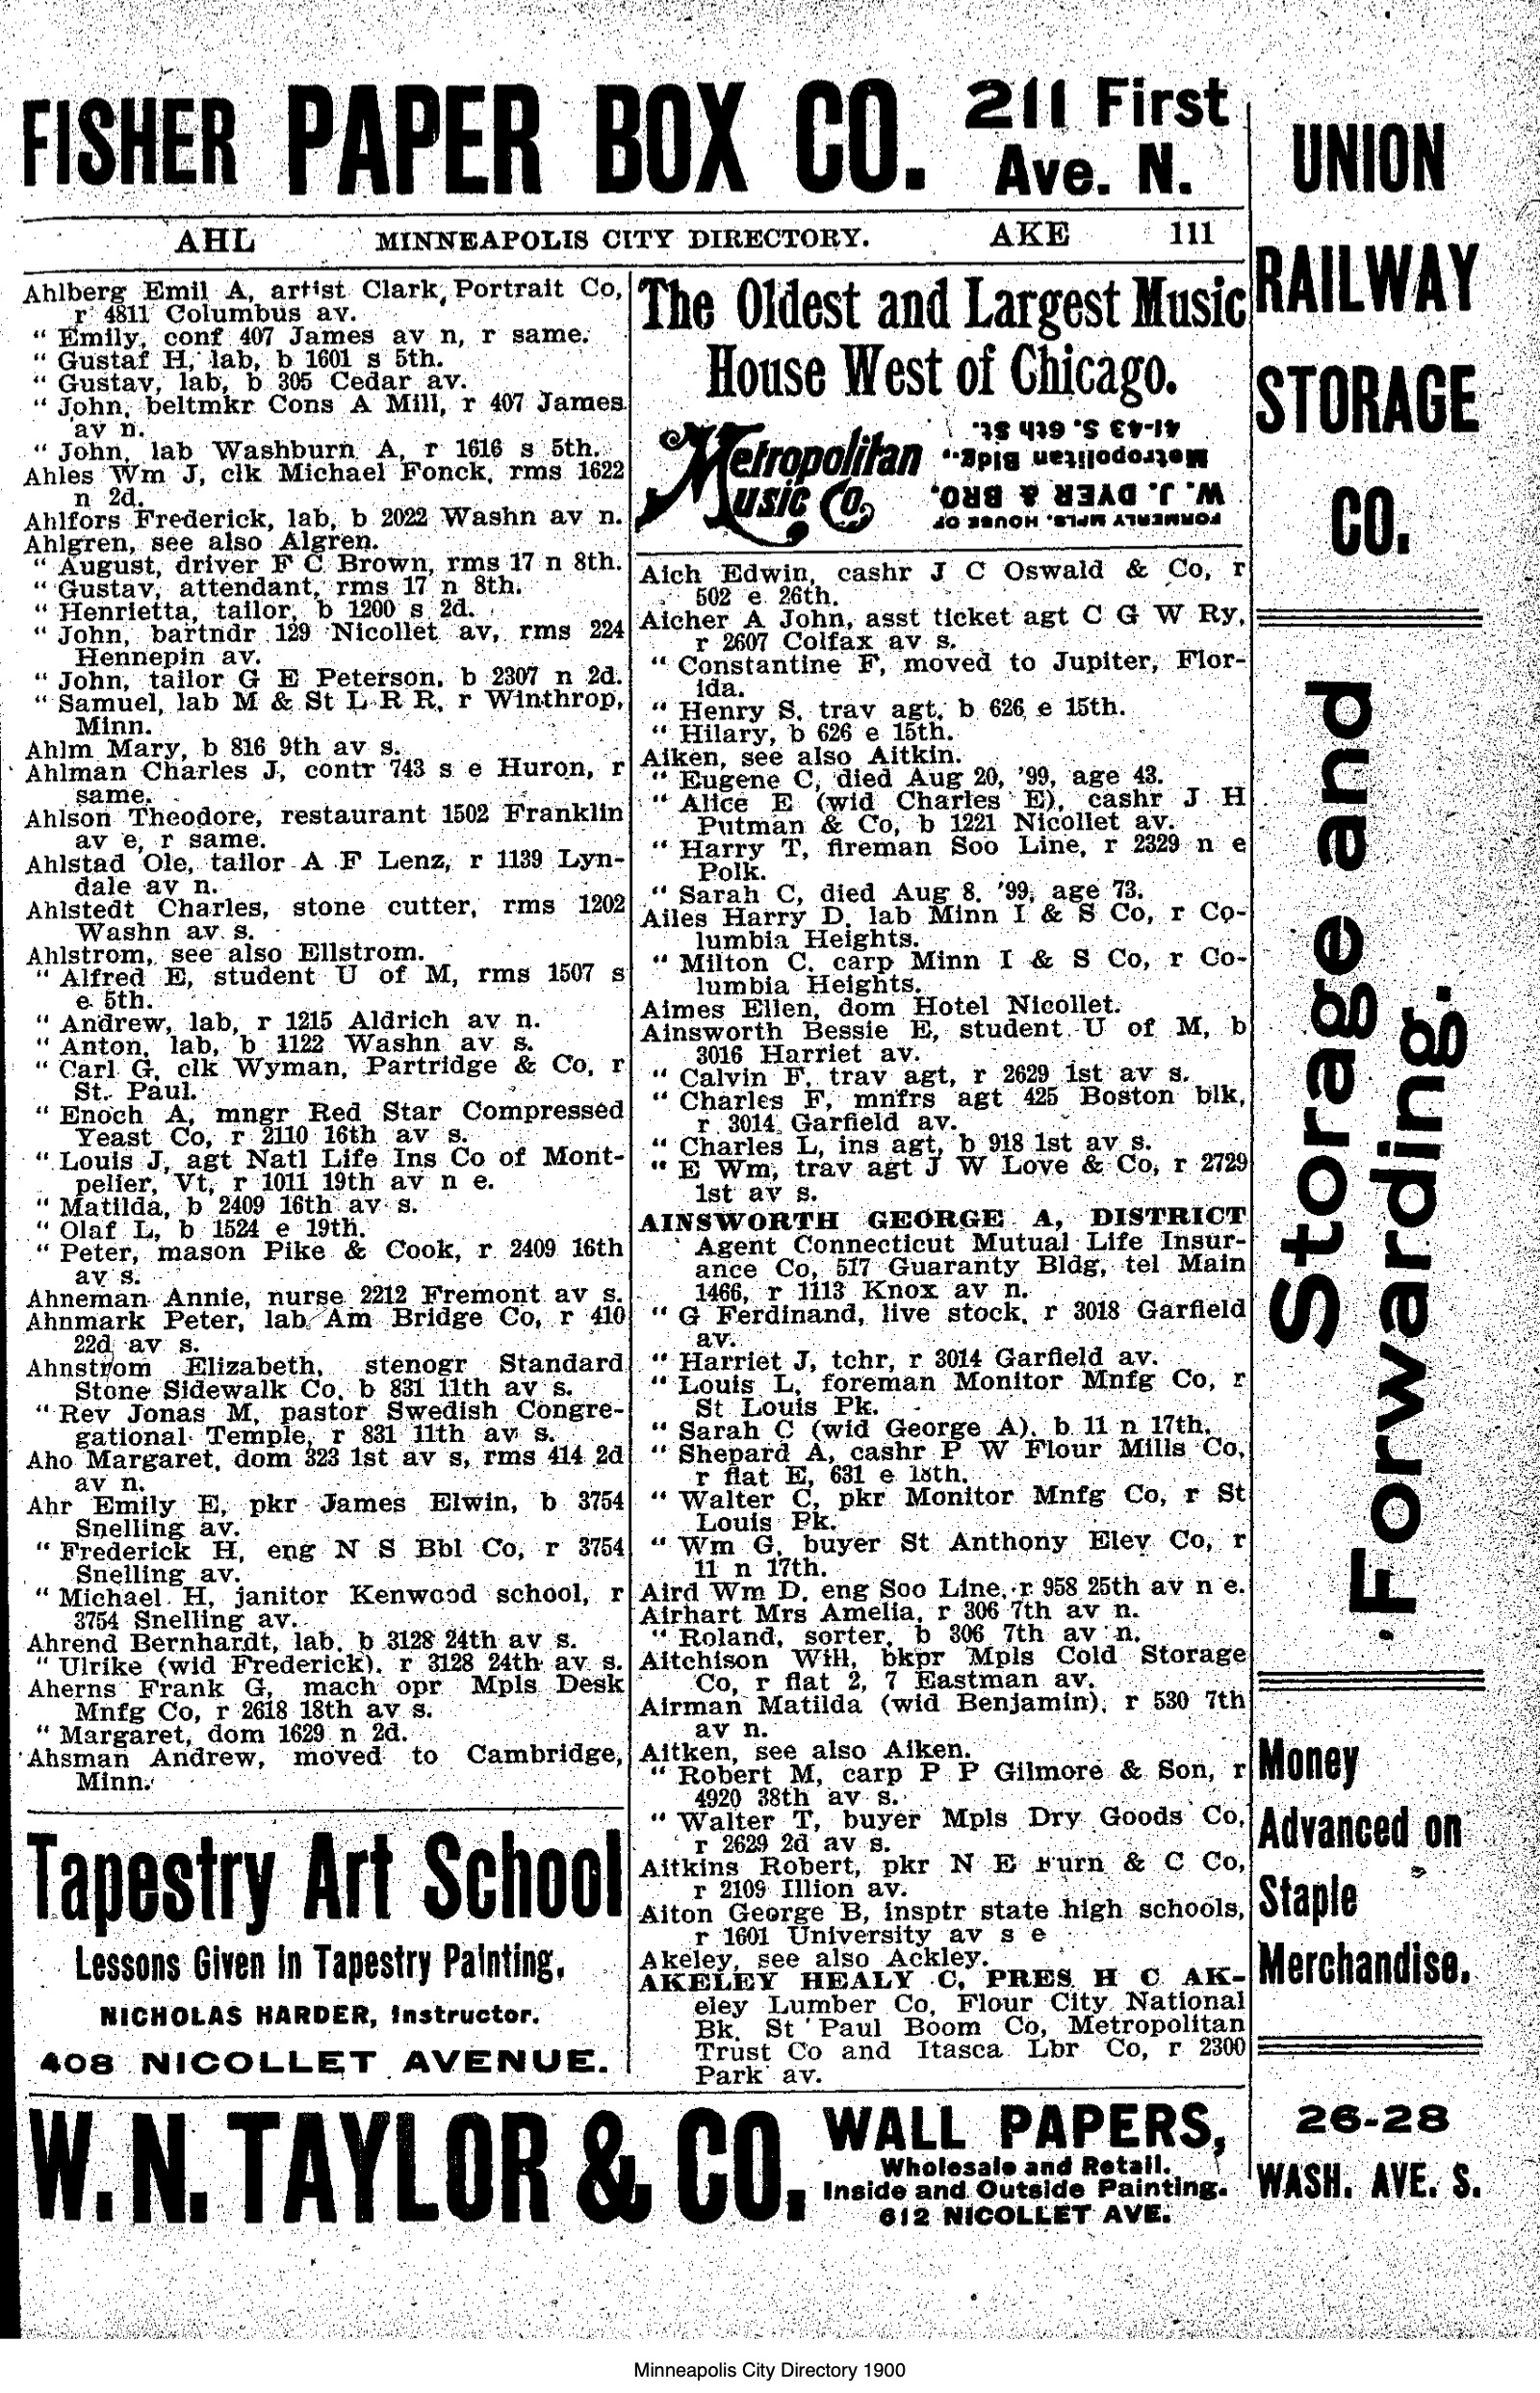 FISHER PAPER BOX CO. 211 First
Ave. N.
AHL MINNEAPOLIS CITY DIRECTORY. AKE 111
Ahlberg Emil A, artist Clark Portrait Co,
r 4811 Columbus av.
" Emily, conf 407 James av n, r same.
" Gustaf H, lab, b 1601 s 5th.
" Gustav, lab, b 305 Cedar av.
" John, beltmkr Cons A Mill, r 407 James
av n.
" John, lab Washburn A, r 1616 s 5th.
Ahles Wm J, clk Michael Fonck, rms 1622
n 2d.
Ahlfors Frederick, lab, b 2022 Washn av n.
Ahlgren, see also Algren.
" August, driver F C Brown, rms 17 n 8th.
" Gustav, attendant, rms 17 n 8th.
" Henrietta, tailor, b 1200 s 2d.
" John, bartndr 129 Nicollet av, rms 224
Hennepin av.
" John, tailor G E Peterson, b 2307 n 2d.
" Samuel, lab M & St L R R, r Winthrop,
Minn.
Ahlm Mary, b 816 9th av s.
Ahlman Charles J, contr 743 s e Huron, r
same.
Ahlson Theodore, restaurant 1502 Franklin
av e, r same.
Ahlstad Ole, tailor A F Lenz, r 1139 Lyn-
dale av n.
Ahlstedt Charles, stone cutter, rms 1202
Washn av s.
Ahlstrom, see also Ellstrom.
" Alfred E, student U of M, rms 1507 s
e 5th.
" Andrew, lab, r 1215 Aldrich av n.
" Anton, lab, b 1122 Washn av s.
" Carl G, clk Wyman, Partridge & Co, r
St. Paul.
" Enoch A, mngr Red Star Compressed
Yeast Co, r 2110 16th av s.
" Louis J, agt Natl Life Ins Co of Mont-
pelier, Vt, r 1011 19th av n e.
" Matilda, b 2409 16th av s.
" Olaf L, b 1524 e 19th.
" Peter, mason Pike & Cook, r 2409 16th
av s.
Ahneman Annie, nurse 2212 Fremont av s.
Ahnmark Peter, lab Am Bridge Co, r 410
22d av s.
Ahnstrom Elizabeth, stenogr Standard
Stone Sidewalk Co, b 831 11th av s.
" Rev Jonas M, pastor Swedish Congre-
gational Temple, r 831 11th av s.
Aho Margaret, dom 323 1st av s, rms 414 2d
av n.
Ahr Emily E, pkr James Elwin, b 3754
Snelling av.
" Frederick H, eng N S Bbl Co, r 3754
Snelling av.
" Michael H, janitor Kenwood school, r
3754 Snelling av.
Ahrend Bernhardt, lab, b 3128 24th av s.
" Ulrike (wid Frederick), r 3128 24th av s.
Aherns Frank G, mach opr Mpls Desk
Mnfg Co, r 2618 18th av s.
" Margaret, dom 1629 n 2d.
Ahsman Andrew, moved to Cambridge,
Minn.
Tapestry Art School
Lessons Given in Tapestry Painting.
NICHOLAS HARDER, Instructor.
408 NICOLLET AVENUE.
The Oldest and Largest Music
House West of Chicago.
Metropolitan
Music Co.
FORMERLY MPLS. HOUSE OF
W. J. DYER & BRO.
Metropolitan Bldg.,
41-43 S. 6th St.
Aich Edwin, cashr J C Oswald & Co, r
502 e 26th.
Aicher A John, asst ticket agt C G W Ry,
r 2607 Colfax av s.
" Constantine F, moved to Jupiter, Flor-
ida.
" Henry S, trav agt, b 626 e 15th.
" Hilary, b 626 e 15th.
Aiken, see also Aitkin.
" Eugene C, died Aug 20, '99, age 43.
" Alice E (wid Charles E), cashr J H
Putman & Co, b 1221 Nicollet av.
" Harry T, fireman Soo Line, r 2329 n e
Polk.
" Sarah C, died Aug 8, '99, age 73.
Ailes Harry D, lab Minn I & S Co, r Co-
lumbia Heights.
" Milton C, carp Minn I & S Co, r Co-
lumbia Heights.
Aimes Ellen, dom Hotel Nicollet.
Ainsworth Bessie E, student U of M, b
3016 Harriet av.
" Calvin F, trav agt, r 2629 1st av s.
" Charles F, mnfrs agt 425 Boston blk,
r 3014 Garfield av.
" Charles L, ins agt, b 918 1st av s.
" E Wm, trav agt J W Love & Co, r 2729
1st av s.
AINSWORTH GEORGE A, DISTRICT
Agent Connecticut Mutual Life Insur-
ance Co, 517 Guaranty Bldg, tel Main
1466, r 1113 Knox av n.
" G Ferdinand, live stock, r 3018 Garfield
av.
" Harriet J, tchr, r 3014 Garfield av.
" Louis L, foreman Monitor Mnfg Co, r
St Louis Pk.
" Sarah C (wid George A), b 11 n 17th.
" Shepard A, cashr P W Flour Mills Co,
r flat E, 631 e 18th.
" Walter C, pkr Monitor Mnfg Co, r St
Louis Pk.
" Wm G, buyer St Anthony Elev Co, r
11 n 17th.
Aird Wm D, eng Soo Line, r 958 25th av n e.
Airhart Mrs Amelia, r 306 7th av n.
" Roland, sorter, b 306 7th av n.
Aitchison Will, bkpr Mpls Cold Storage
Co, r flat 2, 7 Eastman av.
Airman Matilda (wid Benjamin), r 530 7th
av n.
Aitken, see also Aiken.
" Robert M, carp P P Gilmore & Son, r
4920 38th av s.
" Walter T, buyer Mpls Dry Goods Co,
r 2629 2d av s.
Aitkins Robert, pkr N E Furn & C Co,
r 2109 Illion av.
Aiton George B, insptr state high schools,
r 1601 University av s e
Akeley, see also Ackley.
AKELEY HEALY C, PRES H C AK-
eley Lumber Co, Flour City National
Bk, St Paul Boom Co, Metropolitan
Trust Co and Itasca Lbr Co, r 2300
Park av.
UNION
RAILWAY
STORAGE
CO.
Storage and
Forwarding.
Money
Advanced on
Staple
Merchandise.
26-28
WASH. AVE. S.
W. N. TAYLOR & CO. WALL PAPERS,
Wholesale and Retail.
Inside and Outside Painting.
612 NICOLLET AVE.
Minneapolis City Directory 1900